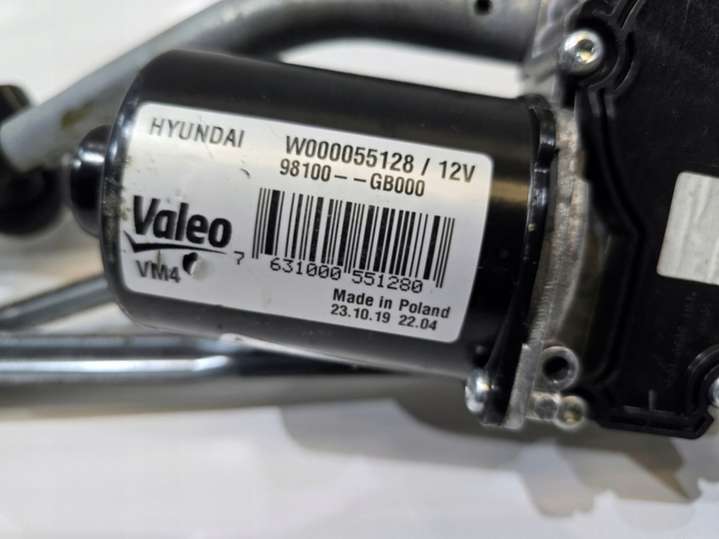 HYUNDAI W000055128 / 12V
98100--GB000
Valeo
VM4
7 631000 551280
Made in Poland
23.10.19 22.04